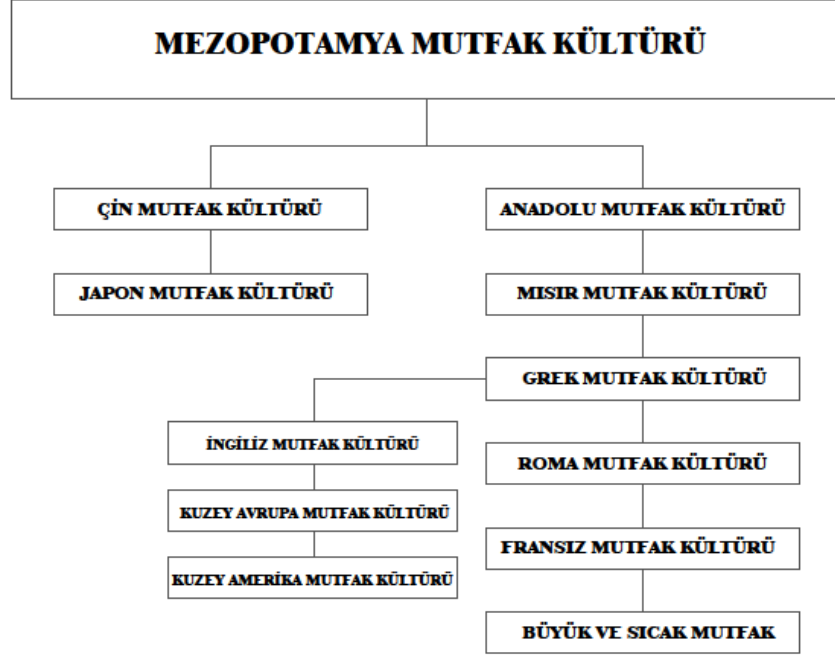 MEZOPOTAMYA MUTFAK KÜLTÜRÜ
ÇİN MUTFAK KÜLTÜRÜ
JAPON MUTFAK KÜLTÜRÜ
ANADOLU MUTFAK KÜLTÜRÜ
MISIR MUTFAK KÜLTÜRÜ
GREK MUTFAK KÜLTÜRÜ
İNGİLİZ MUTFAK KÜLTÜRÜ
KUZEY AVRUPA MUTFAK KÜLTÜRÜ
KUZEY AMERİKA MUTFAK KÜLTÜRÜ
ROMA MUTFAK KÜLTÜRÜ
FRANSIZ MUTFAK KÜLTÜRÜ
BÜYÜK VE SICAK MUTFAK